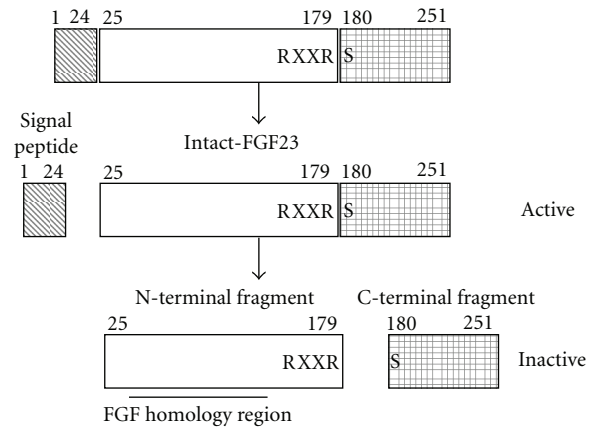 1 24 25 179 180 251
RXXR S
Signal
peptide
Intact-FGF23
1 24 25 179 180 251
RXXR S
Active
N-terminal fragment C-terminal fragment
25 179 180 251
RXXR S
Inactive
FGF homology region